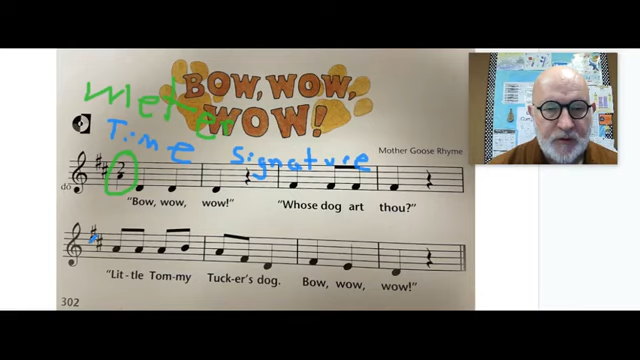 BOW, WOW,
WOW!
Meter
Time Signature
Mother Goose Rhyme
do
2
"Bow, wow, wow!" "Whose dog art thou?"
"Lit-tle Tom-my Tuck-er's dog. Bow, wow, wow!"
302